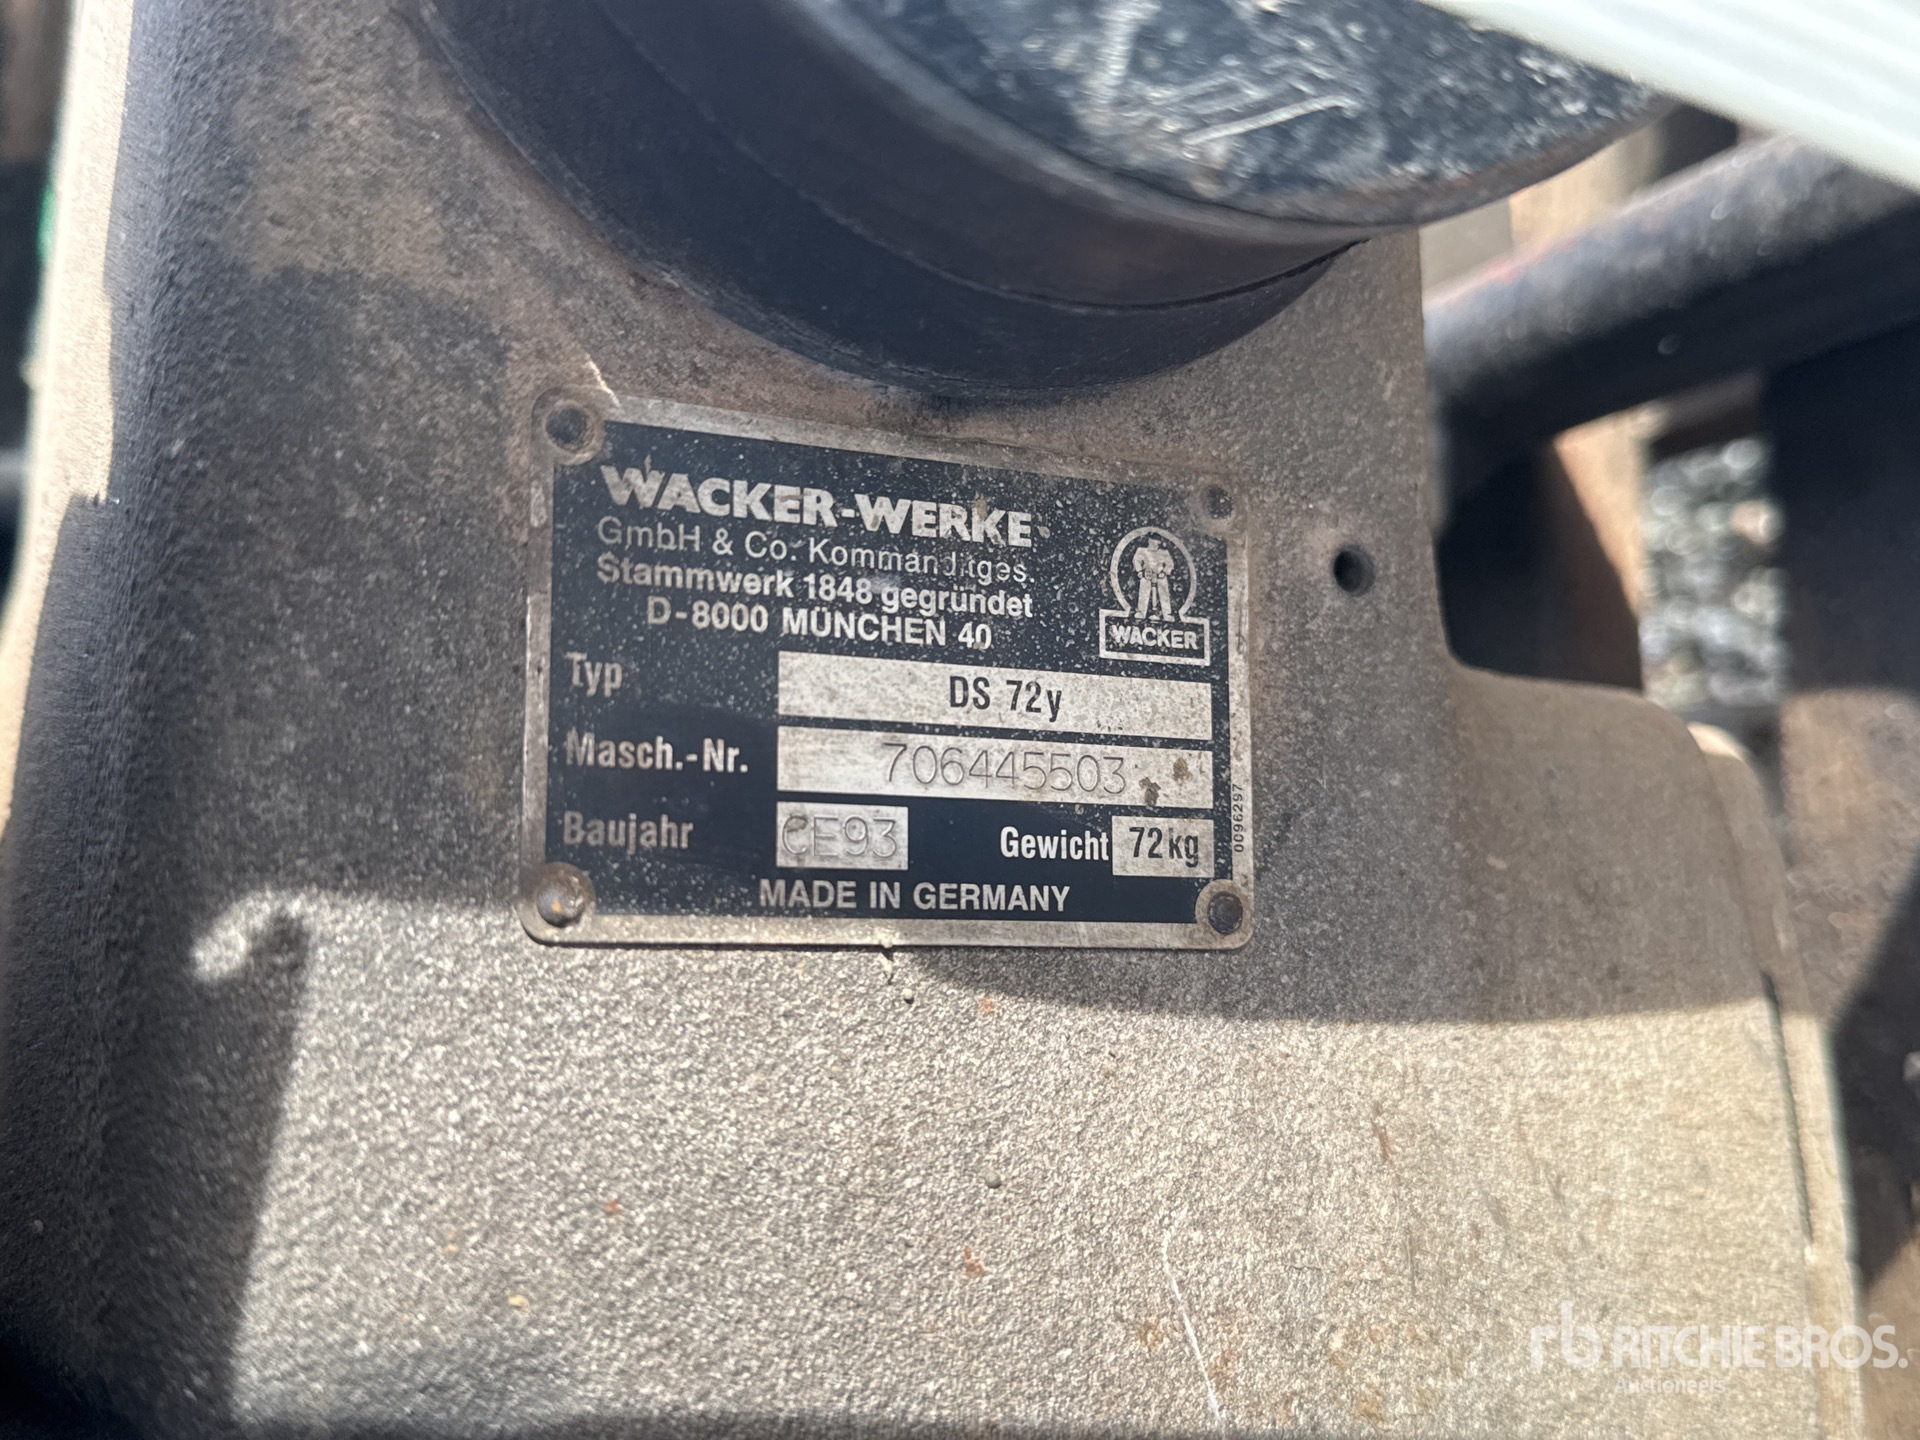 WACKER-WERKE
GmbH & Co. Kommanditges.
Stammwerk 1848 gegründet
D-8000 MÜNCHEN 40
WACKER
Typ DS 72y
Masch.-Nr. 706445503
Baujahr CE93 Gewicht 72kg
MADE IN GERMANY
0096297
rb RITCHIE BROS.
Auctioneers